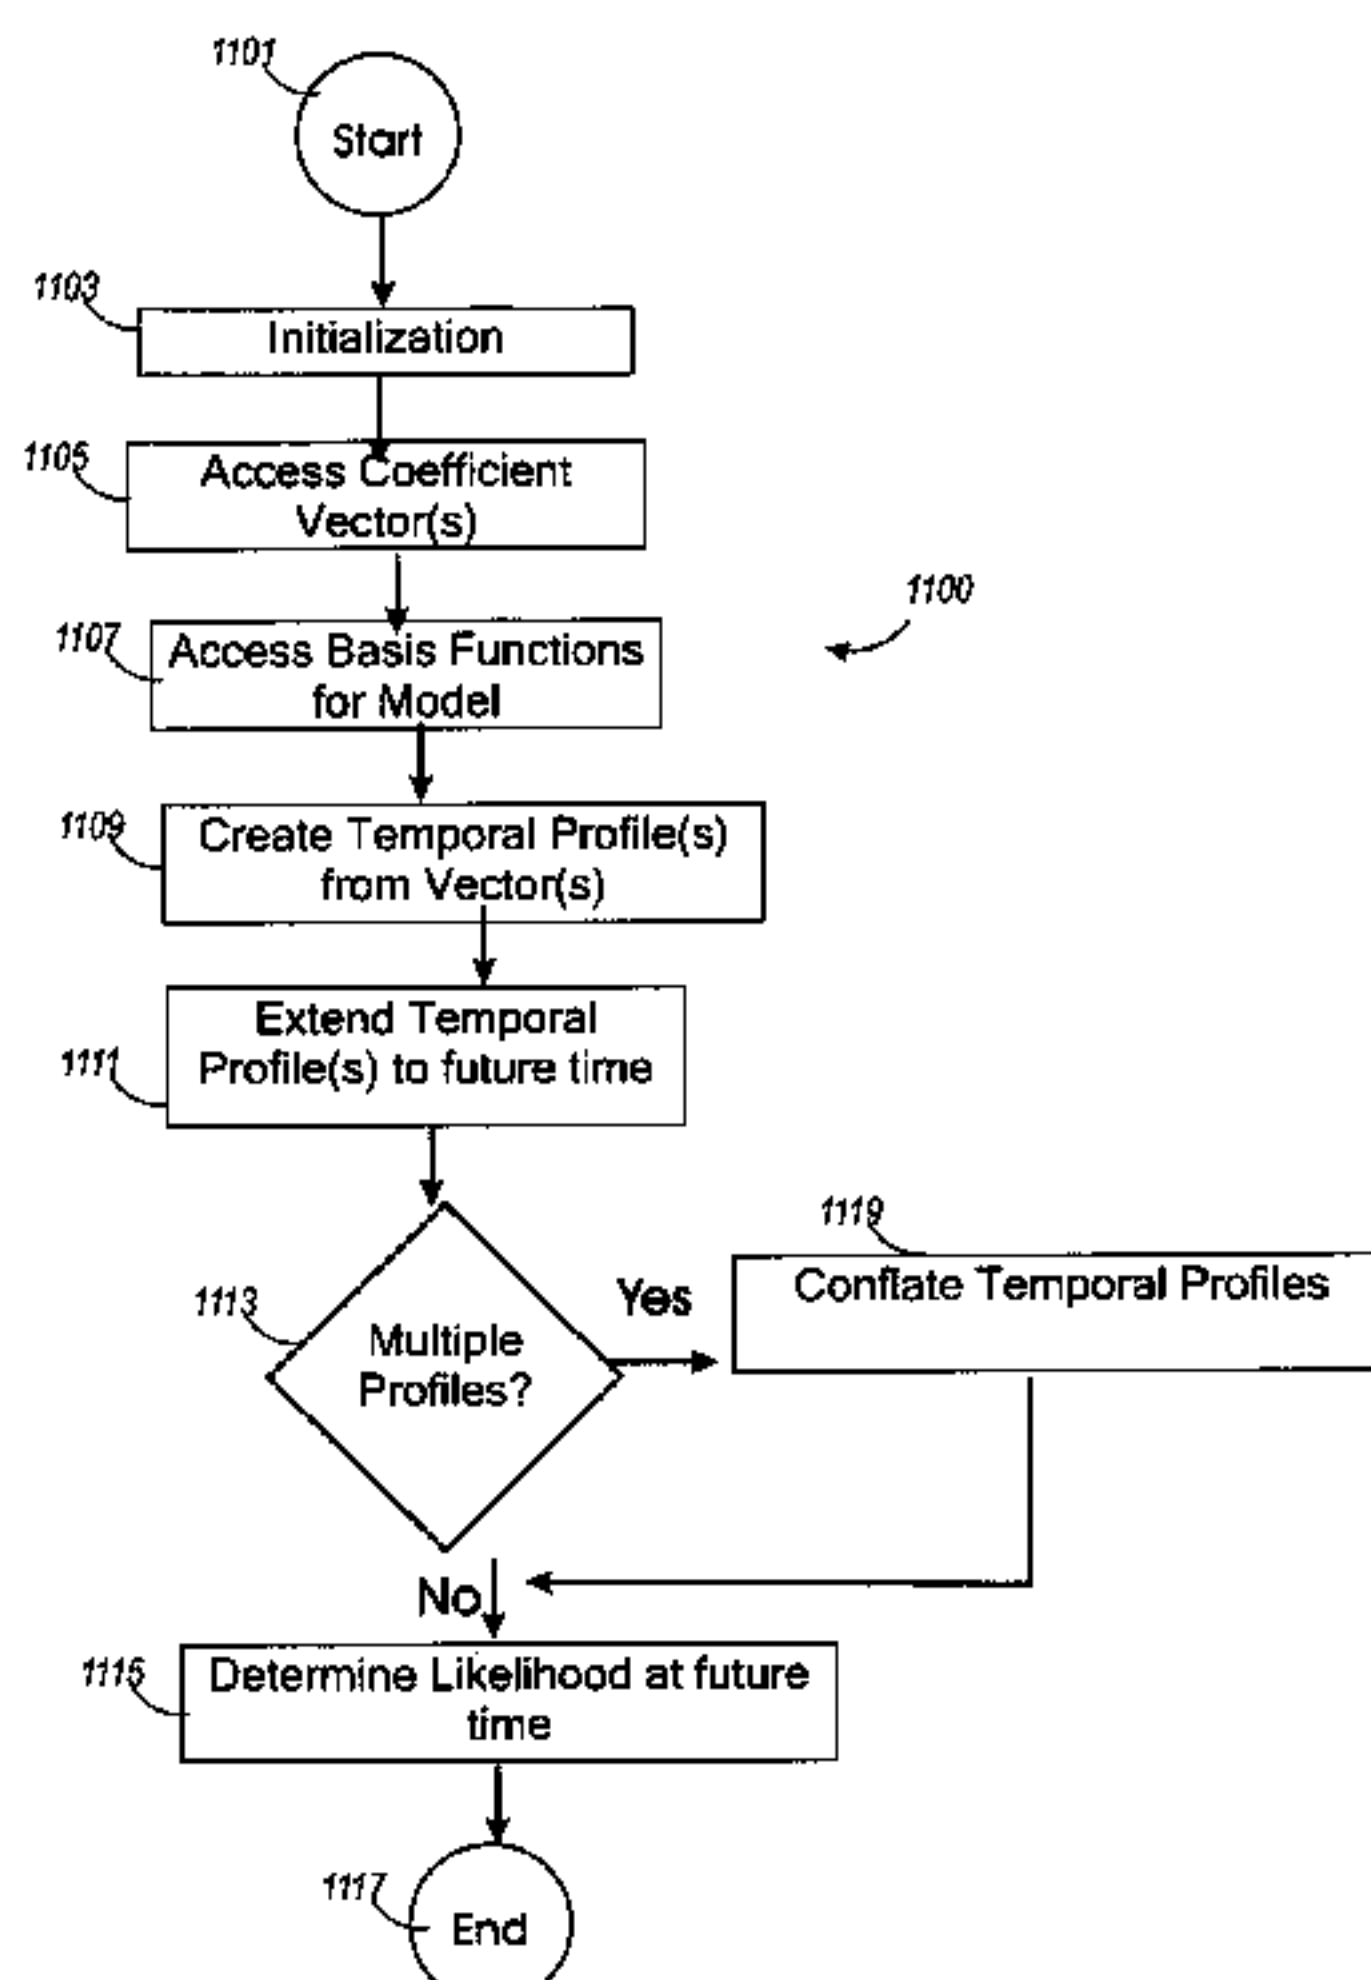 1101
Start
1103
Initialization
1105
Access Coefficient
Vector(s)
1100
1107
Access Basis Functions
for Model
1109
Create Temporal Profile(s)
from Vector(s)
Extend Temporal
1111
Profile(s) to future time
1119
Conflate Temporal Profiles
Yes
1113
Multiple
Profiles?
No
1115
Determine Likelihood at future
time
1117
End